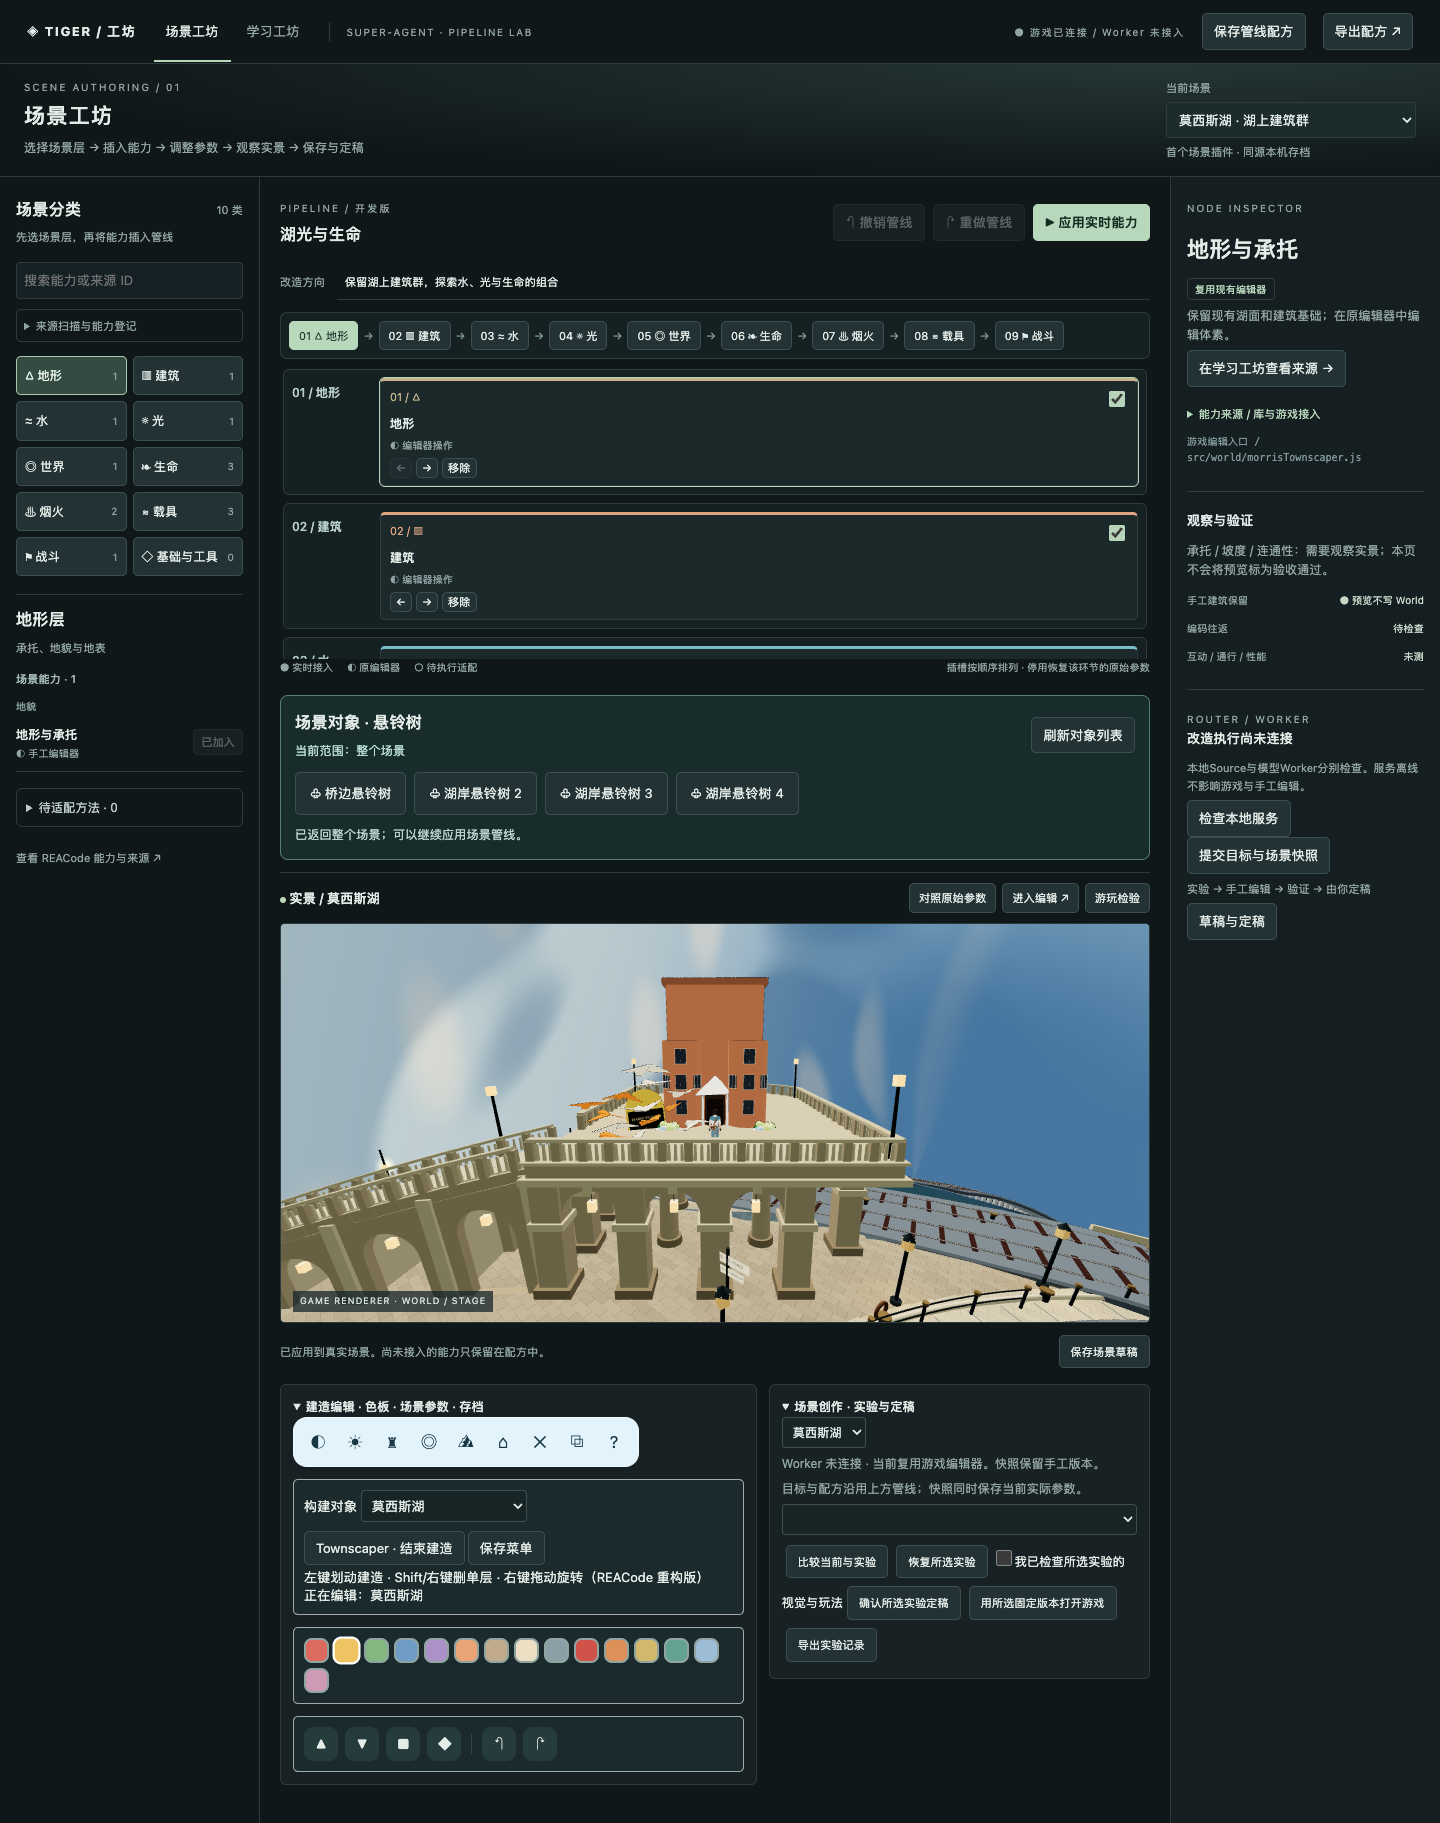 ◈ TIGER / 工坊
场景工坊
学习工坊
SUPER-AGENT · PIPELINE LAB
● 游戏已连接 / Worker 未接入
保存管线配方
导出配方 ↗
SCENE AUTHORING / 01
场景工坊
选择场景层 → 插入能力 → 调整参数 → 观察实景 → 保存与定稿
当前场景
莫西斯湖 · 湖上建筑群
首个场景插件 · 同源本机存档
场景分类
10 类
先选场景层，再将能力插入管线
搜索能力或来源 ID
▶ 来源扫描与能力登记
△ 地形 1
▥ 建筑 1
≈ 水 1
☀ 光 1
◎ 世界 1
❧ 生命 3
♨ 烟火 2
≋ 载具 3
⚑ 战斗 1
◇ 基础与工具 0
地形层
承托、地貌与地表
场景能力 · 1
地貌
地形与承托
◐ 手工编辑器
已加入
▶ 待适配方法 · 0
查看 REACode 能力与来源 ↗
PIPELINE / 开发版
湖光与生命
↶ 撤销管线
↷ 重做管线
▶ 应用实时能力
改造方向
保留湖上建筑群，探索水、光与生命的组合
01 △ 地形 → 02 ▥ 建筑 → 03 ≈ 水 → 04 ☀ 光 → 05 ◎ 世界 → 06 ❧ 生命 → 07 ♨ 烟火 → 08 ≋ 载具 → 09 ⚑ 战斗
01 / 地形
01 / △
地形
◐ 编辑器操作
← → 移除
02 / 建筑
02 / ▥
建筑
◐ 编辑器操作
← → 移除
● 实时接入 ◐ 原编辑器 ○ 待执行适配
插槽按顺序排列 · 停用恢复该环节的原始参数
场景对象 · 悬铃树
当前范围：整个场景
刷新对象列表
♧ 桥边悬铃树
♧ 湖岸悬铃树 2
♧ 湖岸悬铃树 3
♧ 湖岸悬铃树 4
已返回整个场景；可以继续应用场景管线。
● 实景 / 莫西斯湖
对照原始参数
进入编辑 ↗
游玩检验
GAME RENDERER · WORLD / STAGE
已应用到真实场景。尚未接入的能力只保留在配方中。
保存场景草稿
▼ 建造编辑 · 色板 · 场景参数 · 存档
?
构建对象
莫西斯湖
Townscaper · 结束建造
保存菜单
左键划动建造 · Shift/右键删单层 · 右键拖动旋转（REACode 重构版）
正在编辑：莫西斯湖
▼ 场景创作 · 实验与定稿
莫西斯湖
Worker 未连接 · 当前复用游戏编辑器。快照保留手工版本。
目标与配方沿用上方管线；快照同时保存当前实际参数。
比较当前与实验
恢复所选实验
我已检查所选实验的
视觉与玩法
确认所选实验定稿
用所选固定版本打开游戏
导出实验记录
NODE INSPECTOR
地形与承托
复用现有编辑器
保留现有湖面和建筑基础；在原编辑器中编
辑体素。
在学习工坊查看来源 →
▶ 能力来源 / 库与游戏接入
游戏编辑入口 /
src/world/morrisTownscaper.js
观察与验证
承托 / 坡度 / 连通性：需要观察实景；本页
不会将预览标为验收通过。
手工建筑保留
● 预览不写 World
编码往返
待检查
互动 / 通行 / 性能
未测
ROUTER / WORKER
改造执行尚未连接
本地Source与模型Worker分别检查。服务离线
不影响游戏与手工编辑。
检查本地服务
提交目标与场景快照
实验 → 手工编辑 → 验证 → 由你定稿
草稿与定稿